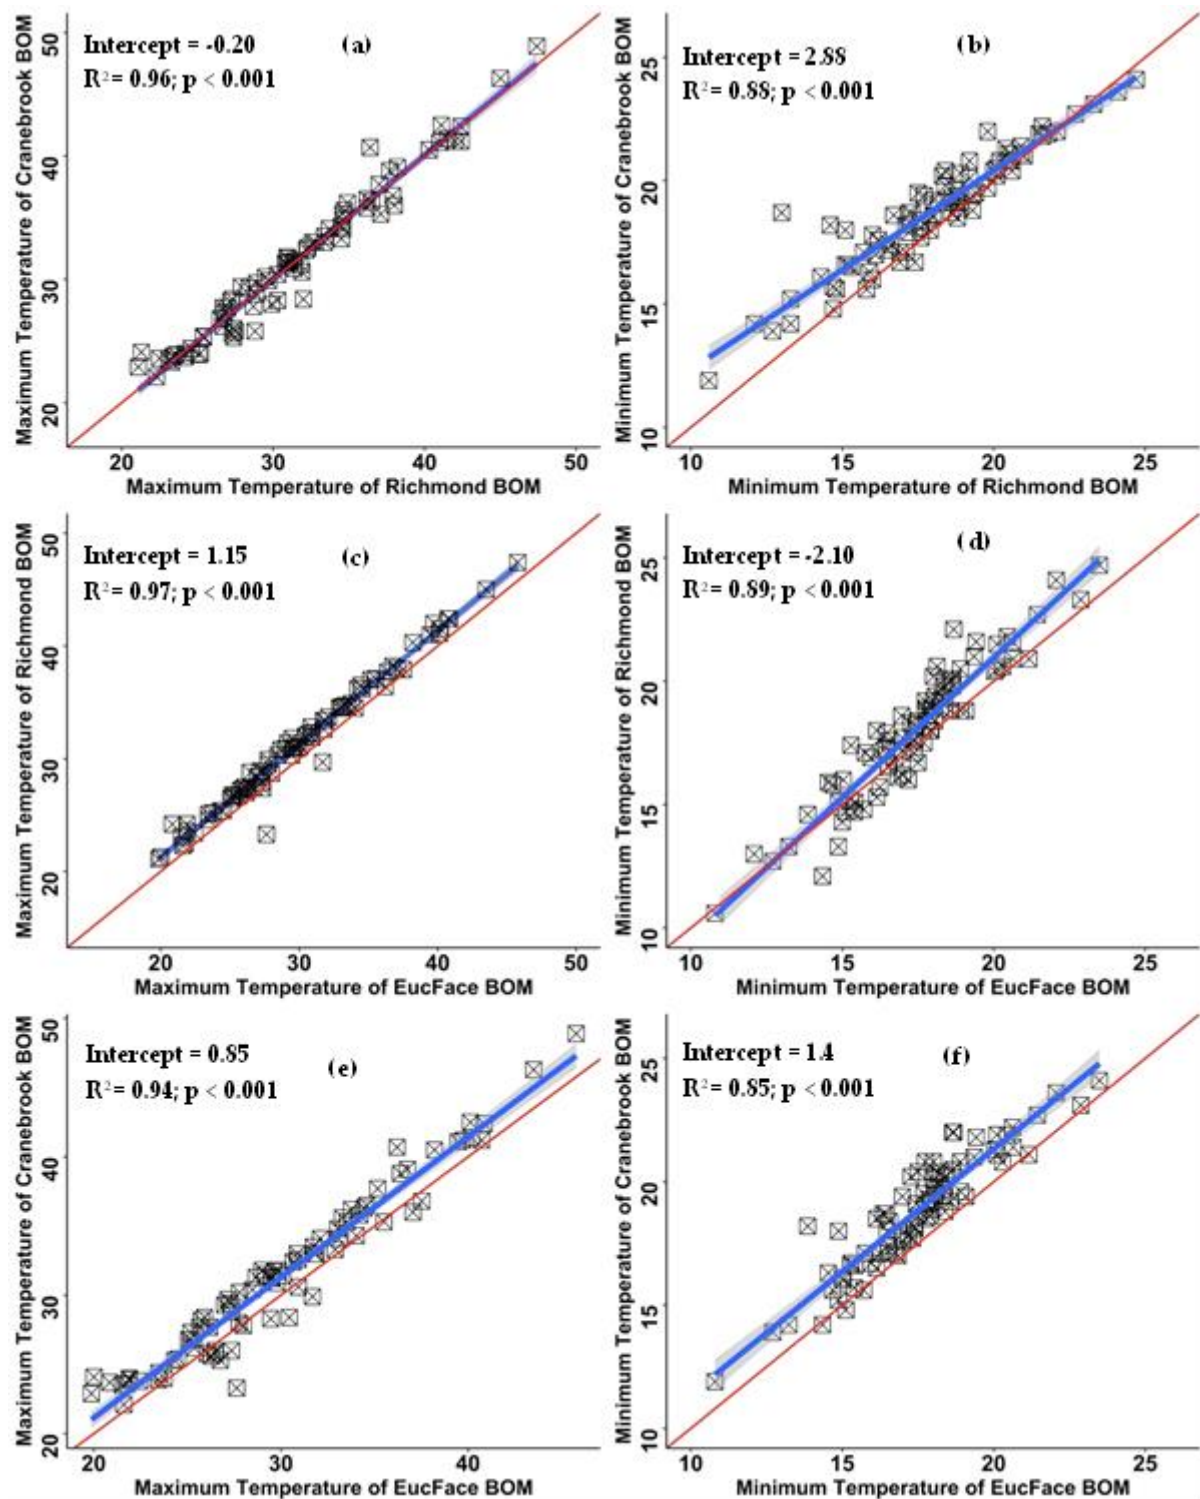 Maximum Temperature of Cranebrook BOM
Intercept = -0.20
R² = 0.96; p < 0.001
(a)
50
40
30
20
20 30 40 50
Maximum Temperature of Richmond BOM
Minimum Temperature of Cranebrook BOM
Intercept = 2.88
R² = 0.88; p < 0.001
(b)
25
20
15
10
10 15 20 25
Minimum Temperature of Richmond BOM
Maximum Temperature of Richmond BOM
Intercept = 1.15
R² = 0.97; p < 0.001
(c)
50
40
30
20
20 30 40 50
Maximum Temperature of EucFace BOM
Minimum Temperature of Richmond BOM
Intercept = -2.10
R² = 0.89; p < 0.001
(d)
25
20
15
10
10 15 20 25
Minimum Temperature of EucFace BOM
Maximum Temperature of Cranebrook BOM
Intercept = 0.85
R² = 0.94; p < 0.001
(e)
50
40
30
20
20 30 40
Maximum Temperature of EucFace BOM
Minimum Temperature of Cranebrook BOM
Intercept = 1.4
R² = 0.85; p < 0.001
(f)
25
20
15
10
10 15 20 25
Minimum Temperature of EucFace BOM